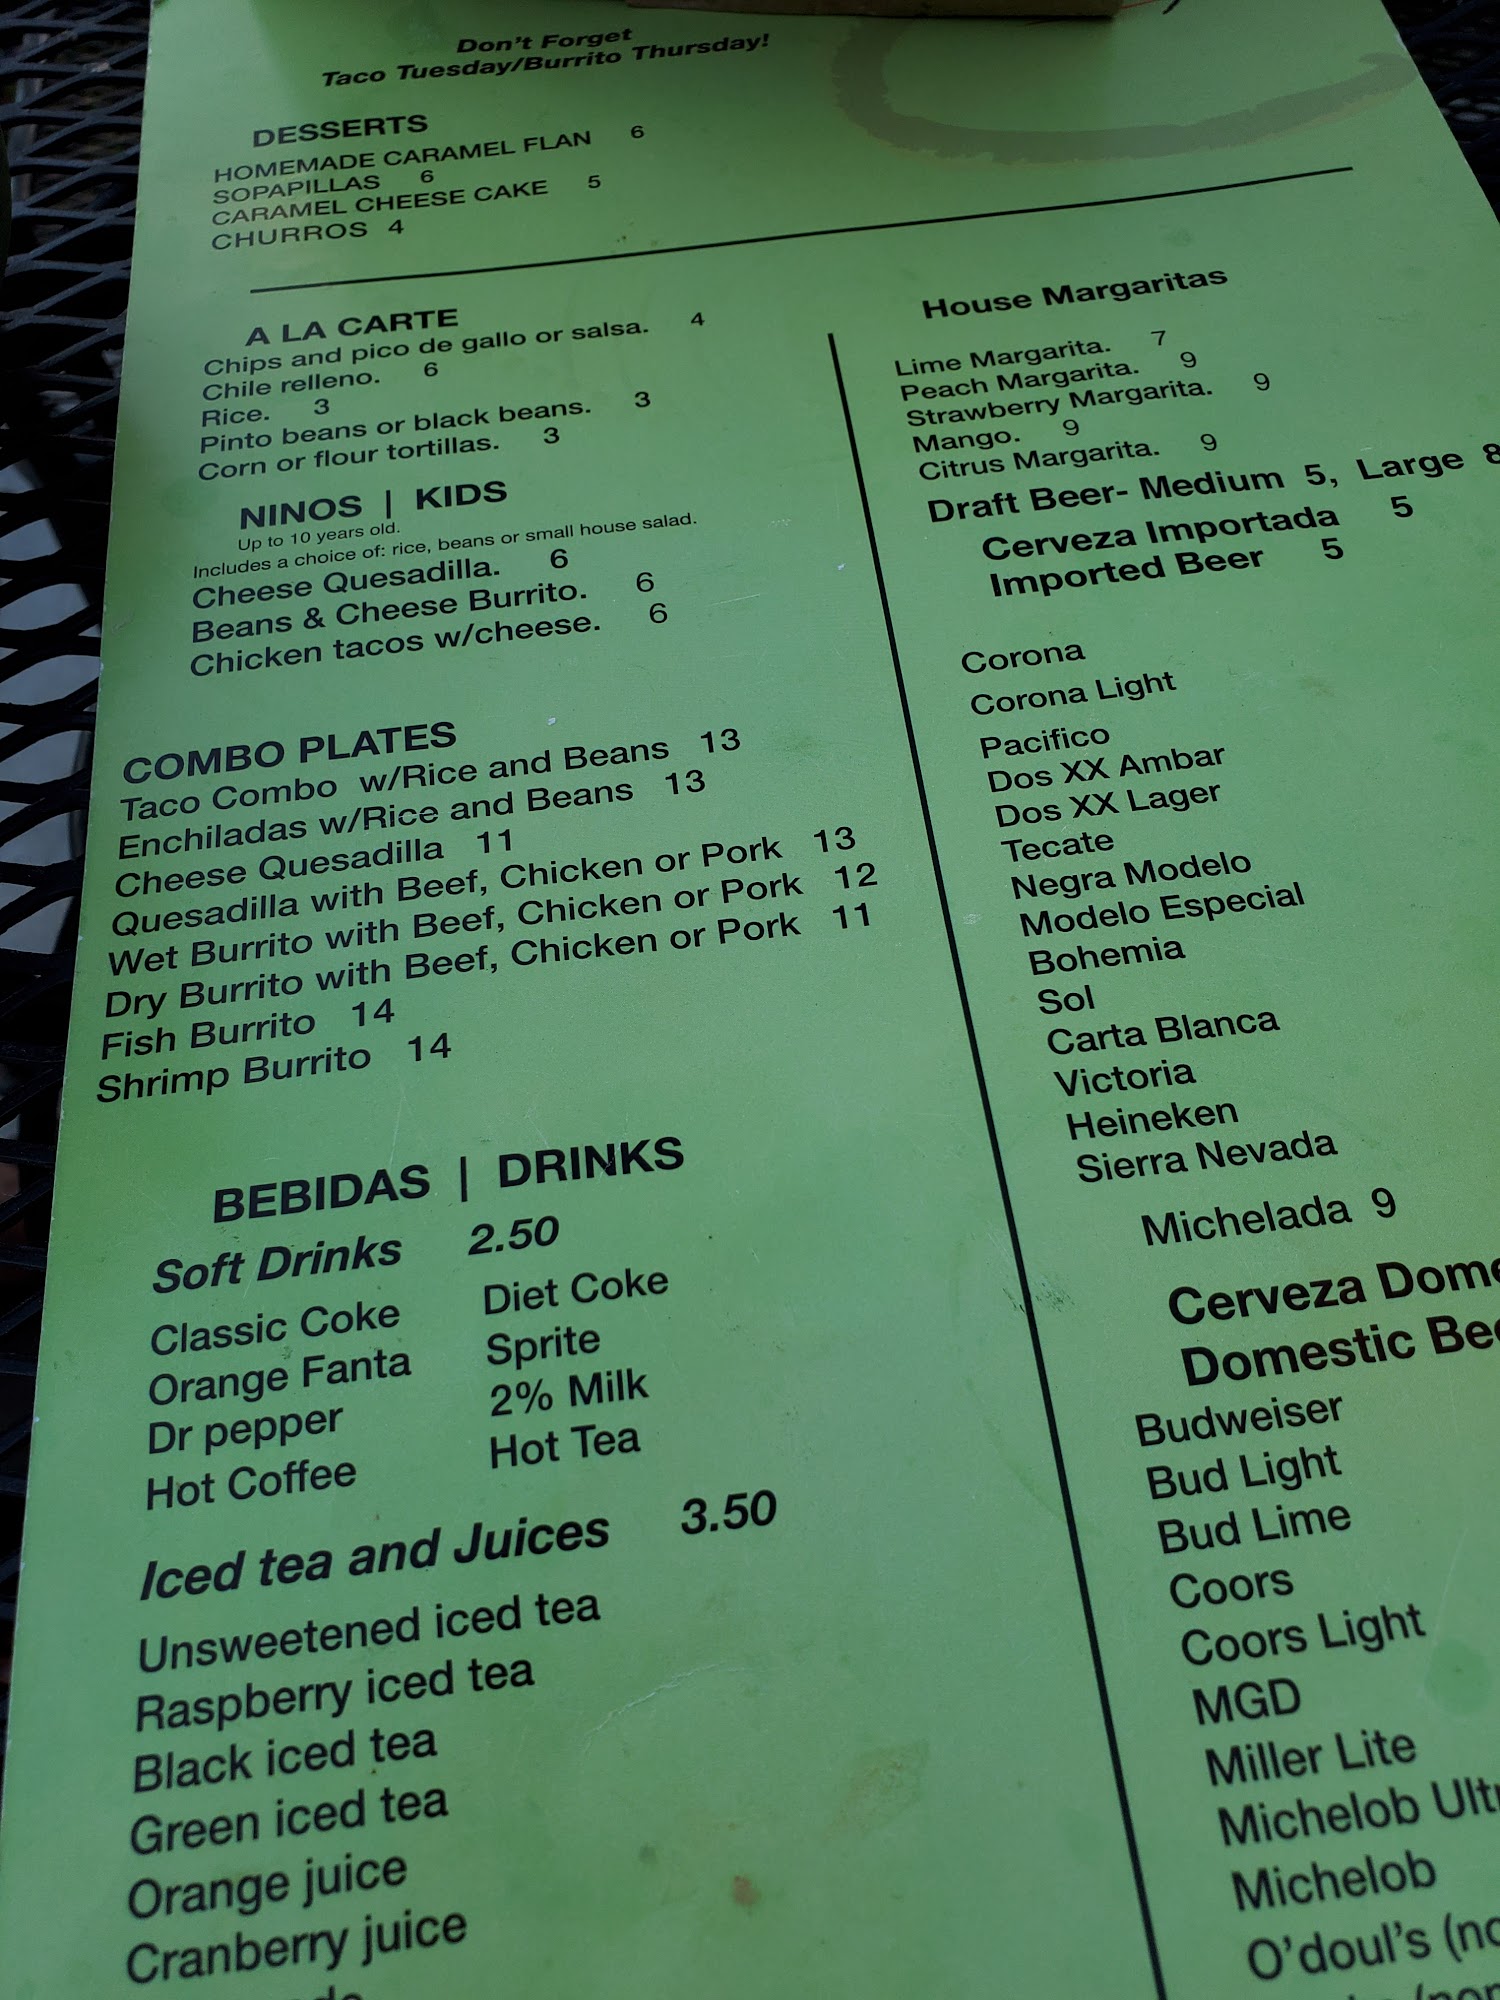 Don't Forget
Taco Tuesday/Burrito Thursday!
DESSERTS
HOMEMADE CARAMEL FLAN 6
SOPAPILLAS 6
CARAMEL CHEESE CAKE 5
CHURROS 4
A LA CARTE
Chips and pico de gallo or salsa. 4
Chile relleno. 6
Rice. 3
Pinto beans or black beans. 3
Corn or flour tortillas. 3
NINOS | KIDS
Up to 10 years old.
Includes a choice of: rice, beans or small house salad.
Cheese Quesadilla. 6
Beans & Cheese Burrito. 6
Chicken tacos w/cheese. 6
COMBO PLATES
Taco Combo w/Rice and Beans 13
Enchiladas w/Rice and Beans 13
Cheese Quesadilla 11
Quesadilla with Beef, Chicken or Pork 13
Wet Burrito with Beef, Chicken or Pork 12
Dry Burrito with Beef, Chicken or Pork 11
Fish Burrito 14
Shrimp Burrito 14
BEBIDAS | DRINKS
Soft Drinks 2.50
Classic Coke Diet Coke
Orange Fanta Sprite
Dr pepper 2% Milk
Hot Coffee Hot Tea
Iced tea and Juices 3.50
Unsweetened iced tea
Raspberry iced tea
Black iced tea
Green iced tea
Orange juice
Cranberry juice
House Margaritas
Lime Margarita. 7
Peach Margarita. 9
Strawberry Margarita. 9
Mango. 9
Citrus Margarita. 9
Draft Beer- Medium 5, Large 8
Cerveza Importada 5
Imported Beer 5
Corona
Corona Light
Pacifico
Dos XX Ambar
Dos XX Lager
Tecate
Negra Modelo
Modelo Especial
Bohemia
Sol
Carta Blanca
Victoria
Heineken
Sierra Nevada
Michelada 9
Cerveza Dome
Domestic Bee
Budweiser
Bud Light
Bud Lime
Coors
Coors Light
MGD
Miller Lite
Michelob Ult
Michelob
O'doul's (no